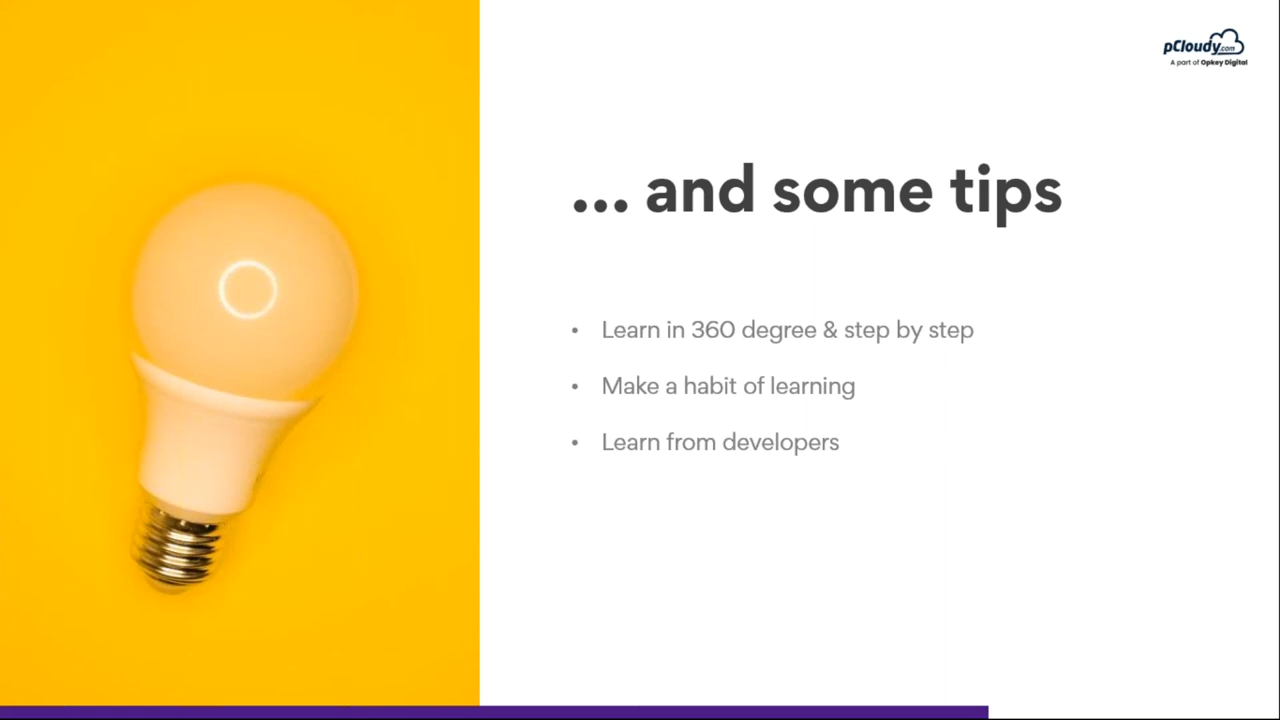 pCloudy.com
A part of Opkey Digital
... and some tips
• Learn in 360 degree & step by step
• Make a habit of learning
• Learn from developers